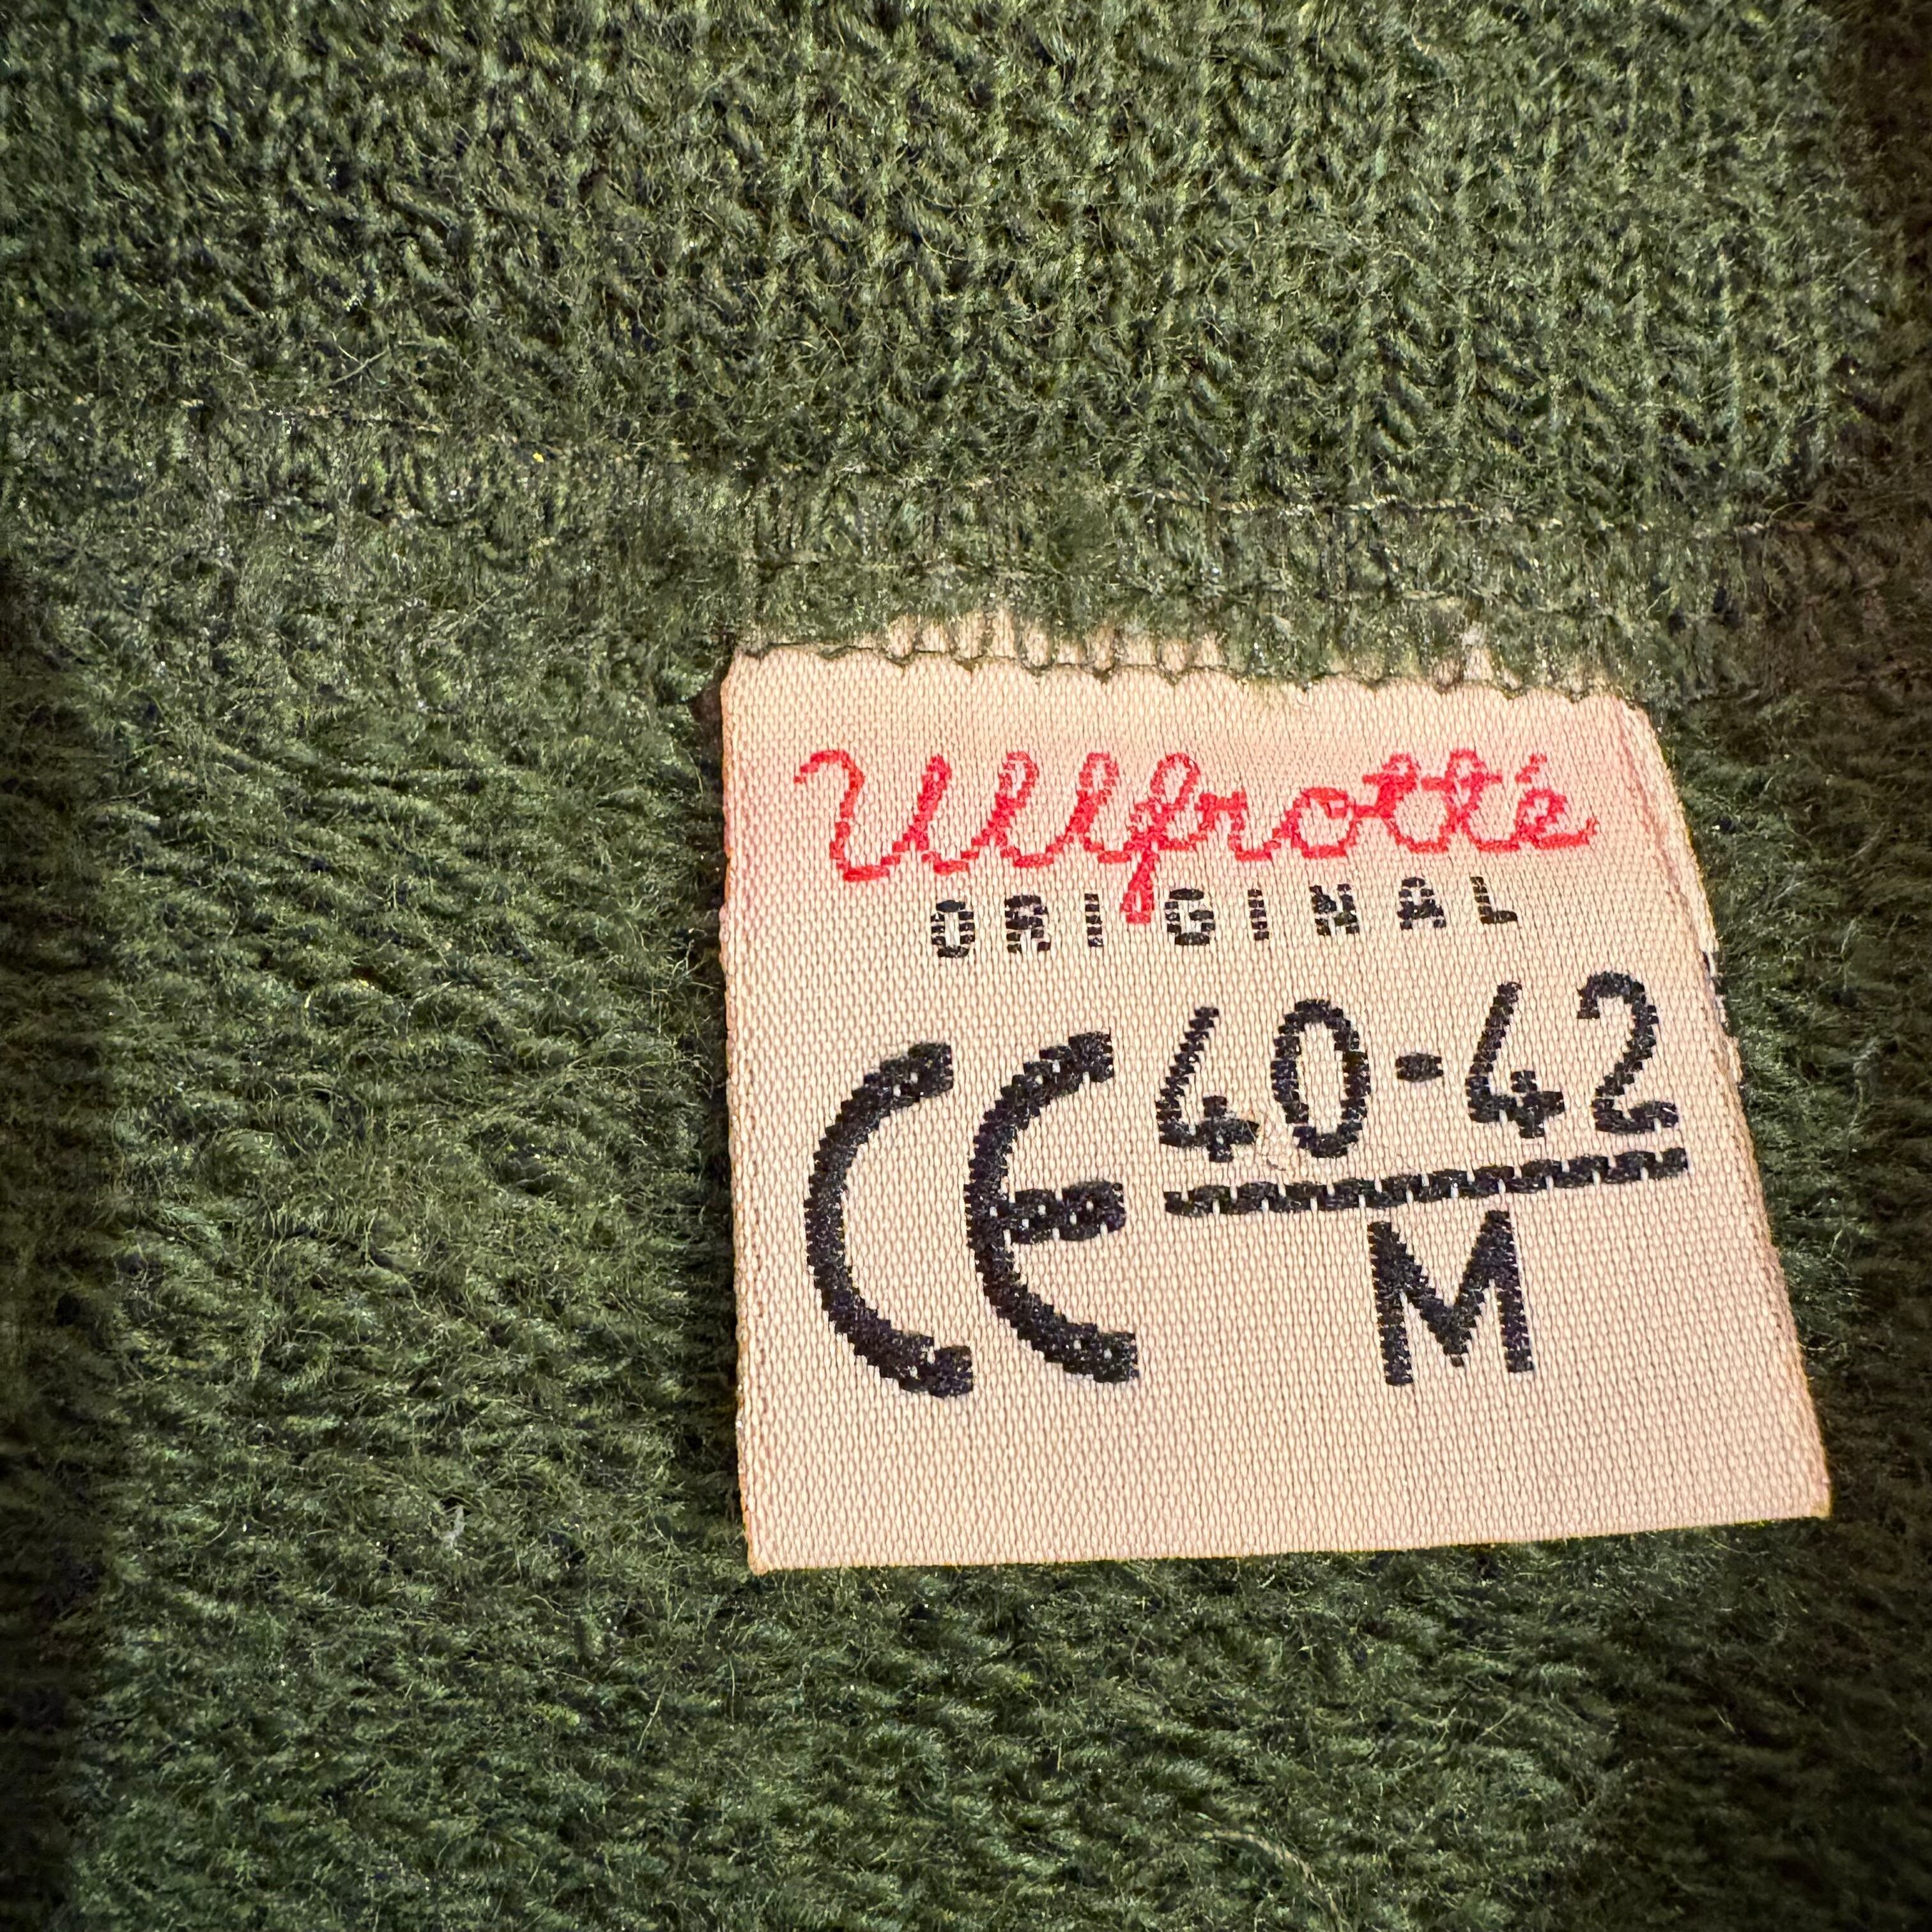 Ullfrotté
ORIGINAL
CE 40-42
M